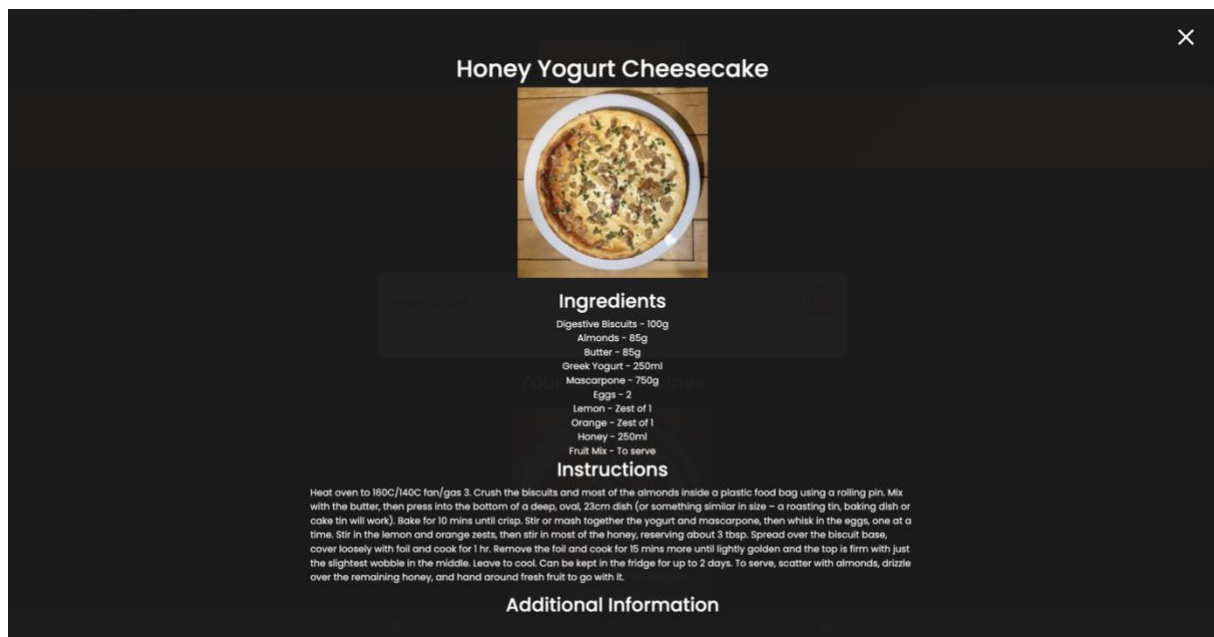 Honey Yogurt Cheesecake
Ingredients
Digestive Biscuits - 100g
Almonds - 85g
Butter - 85g
Greek Yogurt - 250ml
Mascarpone - 750g
Eggs - 2
Lemon - Zest of 1
Orange - Zest of 1
Honey - 250ml
Fruit Mix - To serve
Instructions
Heat oven to 160C/140C fan/gas 3. Crush the biscuits and most of the almonds inside a plastic food bag using a rolling pin. Mix
with the butter, then press into the bottom of a deep, oval, 23cm dish (or something similar in size – a roasting tin, baking dish or
cake tin will work). Bake for 10 mins until crisp. Stir or mash together the yogurt and mascarpone, then whisk in the eggs, one at a
time. Stir in the lemon and orange zests, then stir in most of the honey, reserving about 3 tbsp. Spread over the biscuit base,
cover loosely with foil and cook for 1 hr. Remove the foil and cook for 15 mins more until lightly golden and the top is firm with just
the slightest wobble in the middle. Leave to cool. Can be kept in the fridge for up to 2 days. To serve, scatter with almonds, drizzle
over the remaining honey, and hand around fresh fruit to go with it.
Additional Information